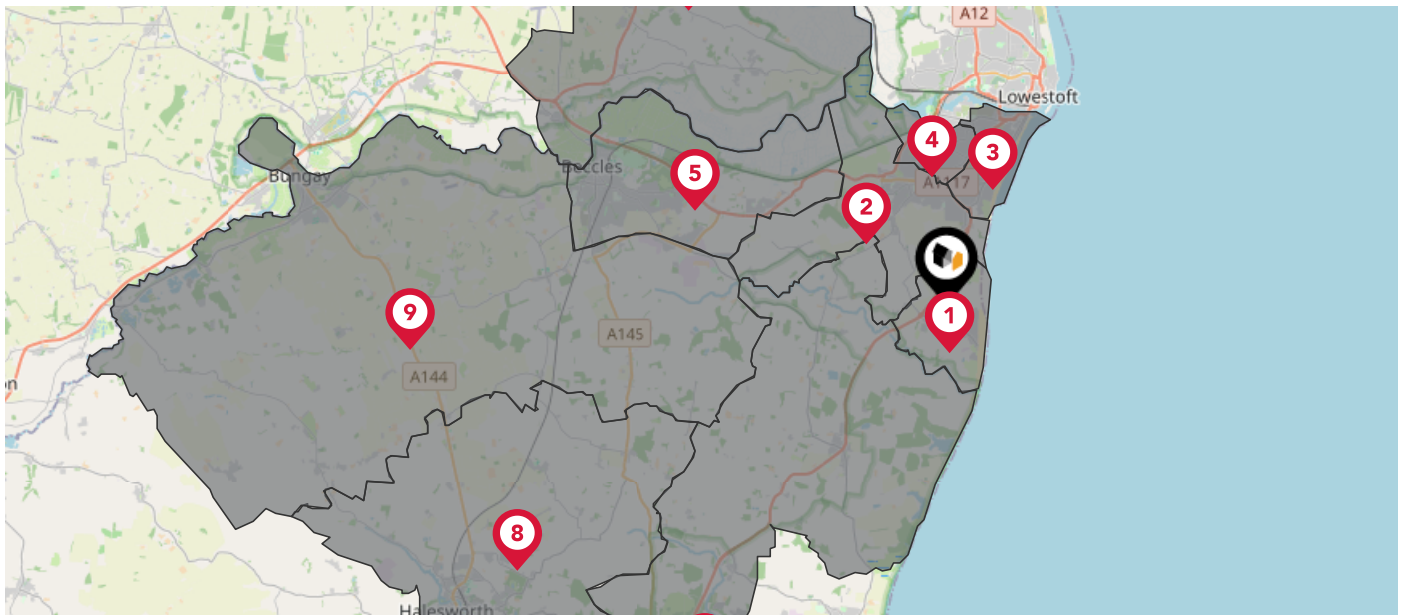 A12
Lowestoft
4
3
Beccles
5
Bungay
A1117
2
1
9
A145
A144
n
8
Halesworth